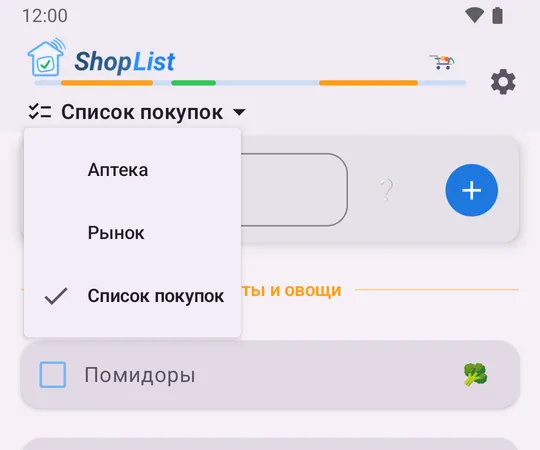 12:00
ShopList
Список покупок
Аптека
Рынок
Список покупок
ты и овощи
Помидоры